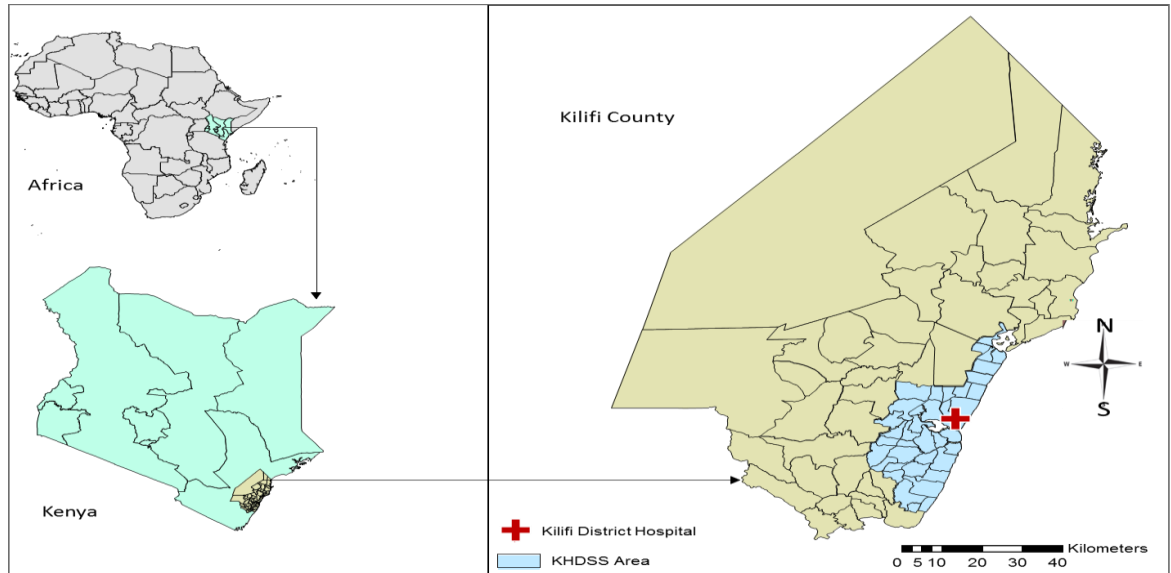 Africa
Kenya
Kilifi County
N
W E
S
Kilifi District Hospital
KHDSS Area
Kilometers
0 5 10 20 30 40